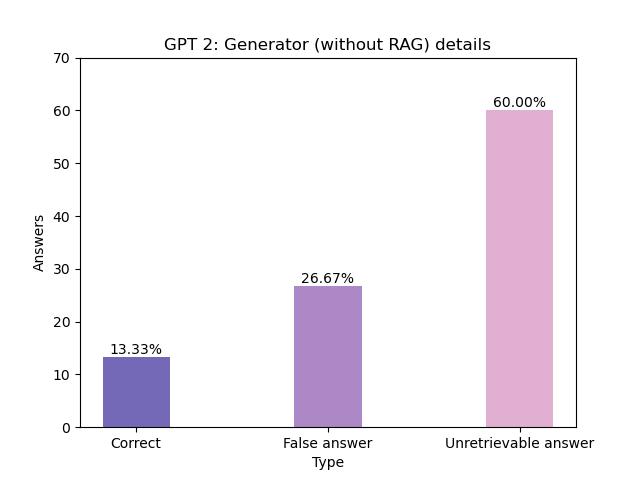 GPT 2: Generator (without RAG) details
70
60
50
40
30
20
10
0
Answers
13.33%
26.67%
60.00%
Correct
False answer
Unretrievable answer
Type